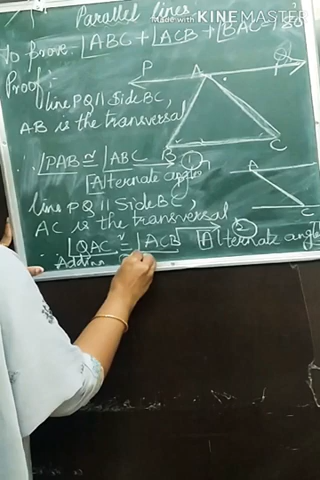 Parallel lines
Made with KINEMASTER
To prove - ∠ABC + ∠ACB + ∠BAC = 180
Proof :-
P A Q
line PQ || side BC,
AB is the transversal
B C
∴ ∠PAB ≅ ∠ABC → ①
[Alternate angles
line PQ || side BC,
AC is the transversal
A
C
∴ ∠QAC ≅ ∠ACB → ②
[Alternate angle
Adding